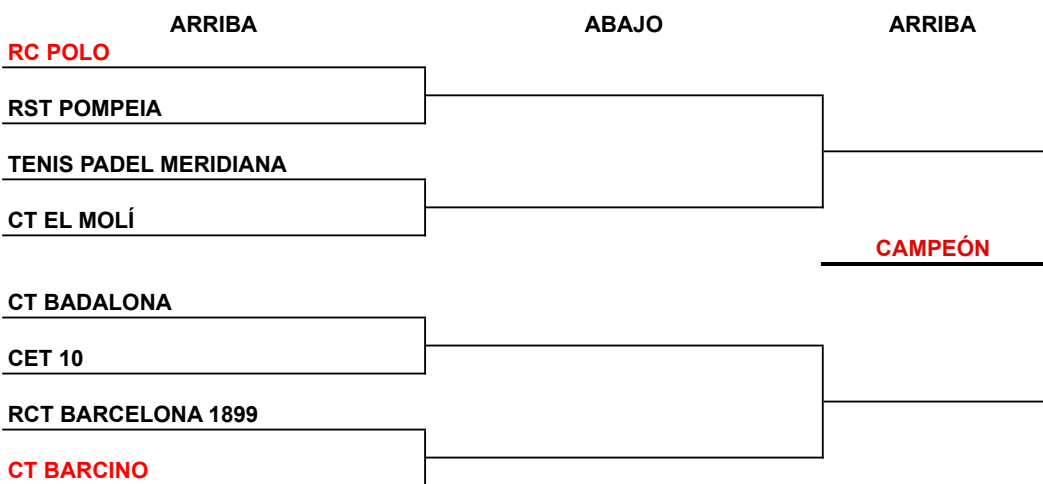 ARRIBA ABAJO ARRIBA
RC POLO
RST POMPEIA
TENIS PADEL MERIDIANA
CT EL MOLÍ
CAMPEÓN
CT BADALONA
CET 10
RCT BARCELONA 1899
CT BARCINO